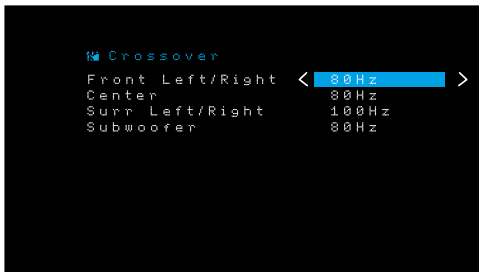 Crossover
Front Left/Right < 80Hz >
Center 80Hz
Surr Left/Right 100Hz
Subwoofer 80Hz